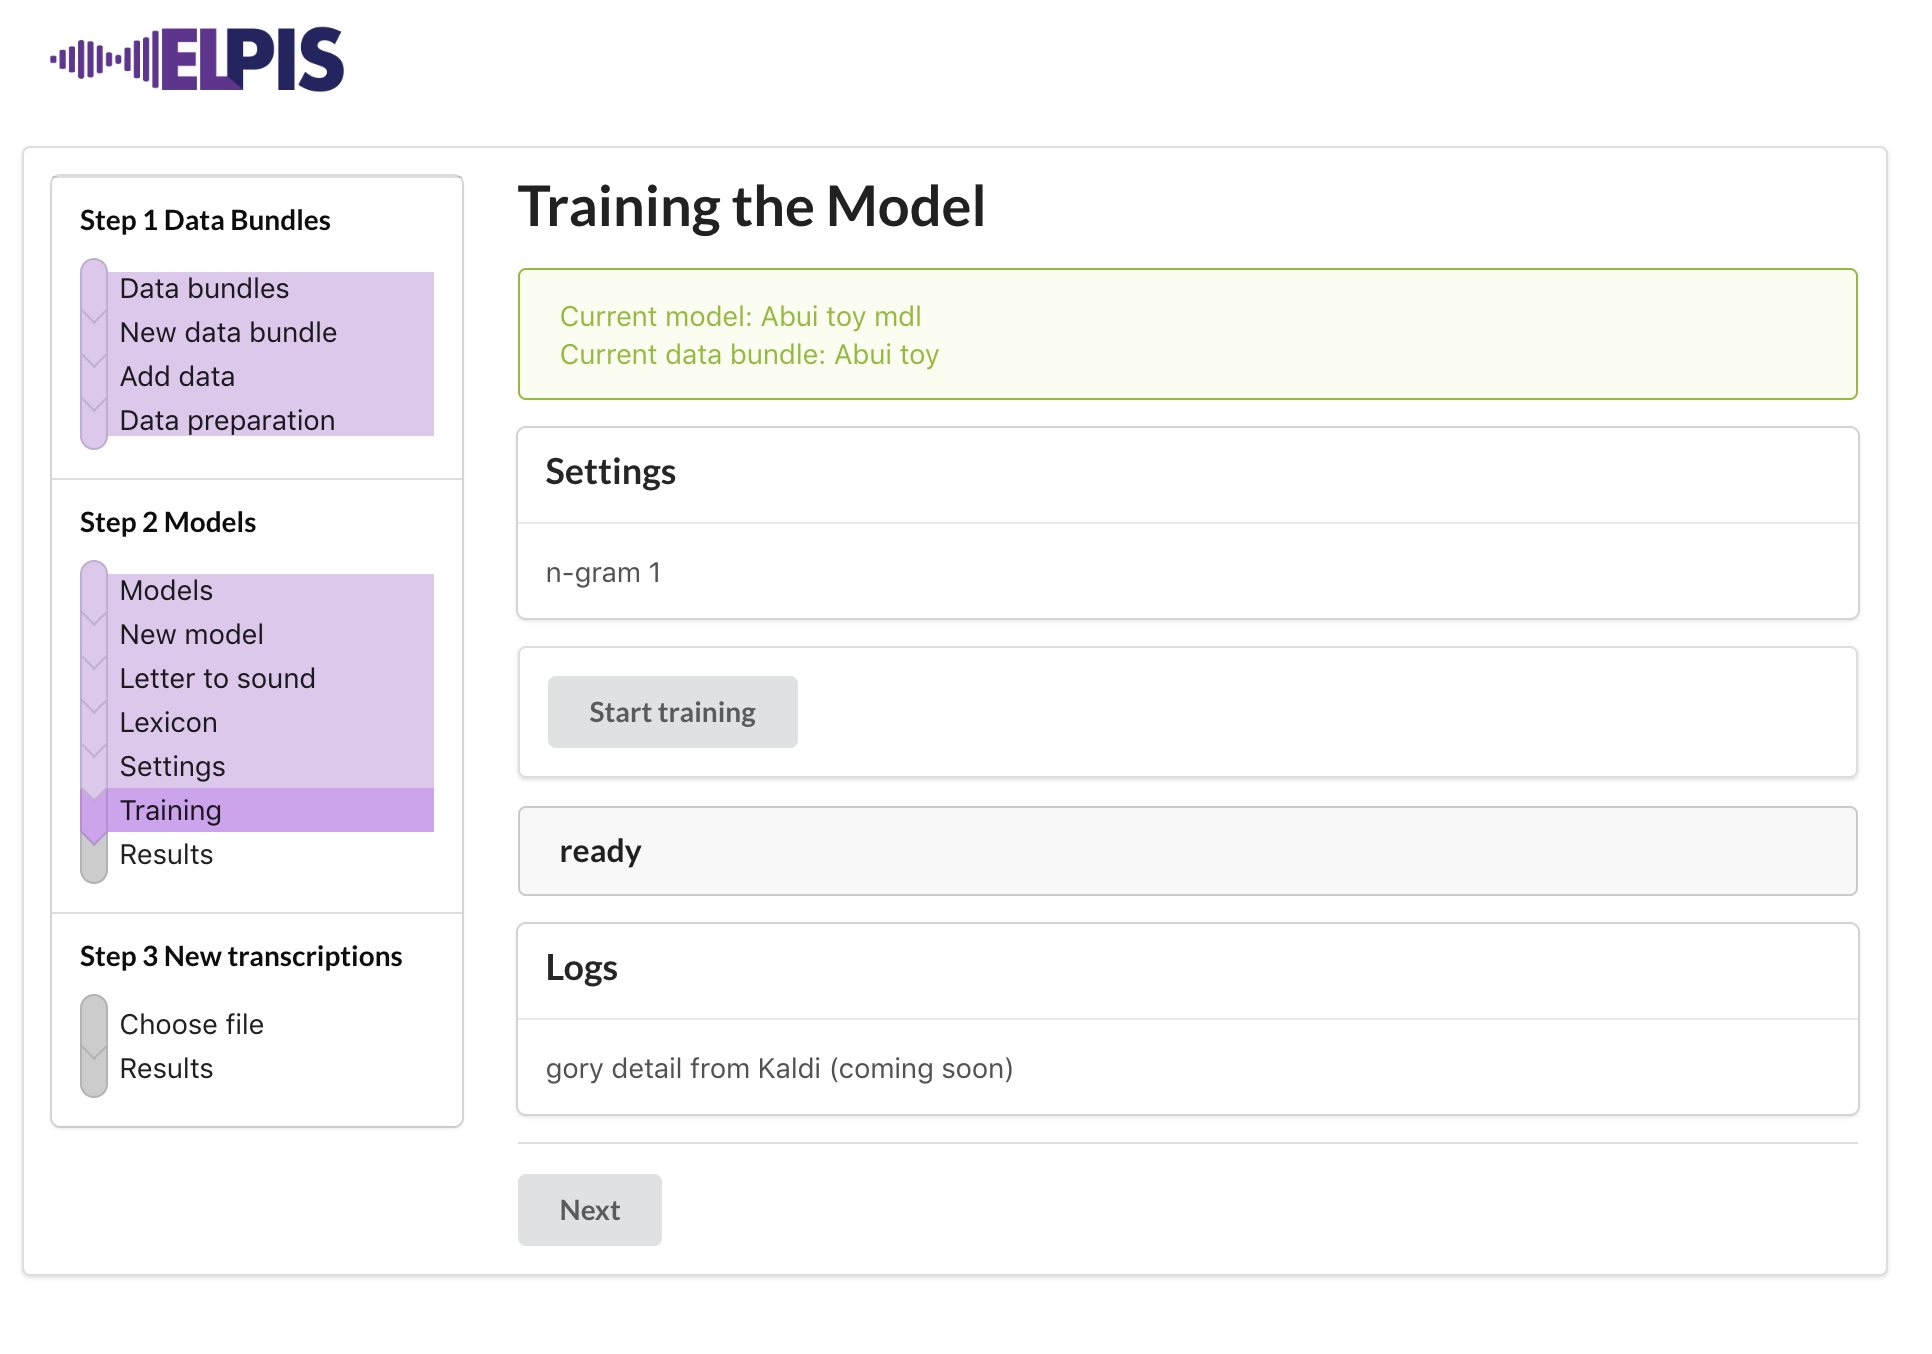 ELPIS
Step 1 Data Bundles
Data bundles
New data bundle
Add data
Data preparation
Step 2 Models
Models
New model
Letter to sound
Lexicon
Settings
Training
Results
Step 3 New transcriptions
Choose file
Results
Training the Model
Current model: Abui toy mdl
Current data bundle: Abui toy
Settings
n-gram 1
Start training
ready
Logs
gory detail from Kaldi (coming soon)
Next